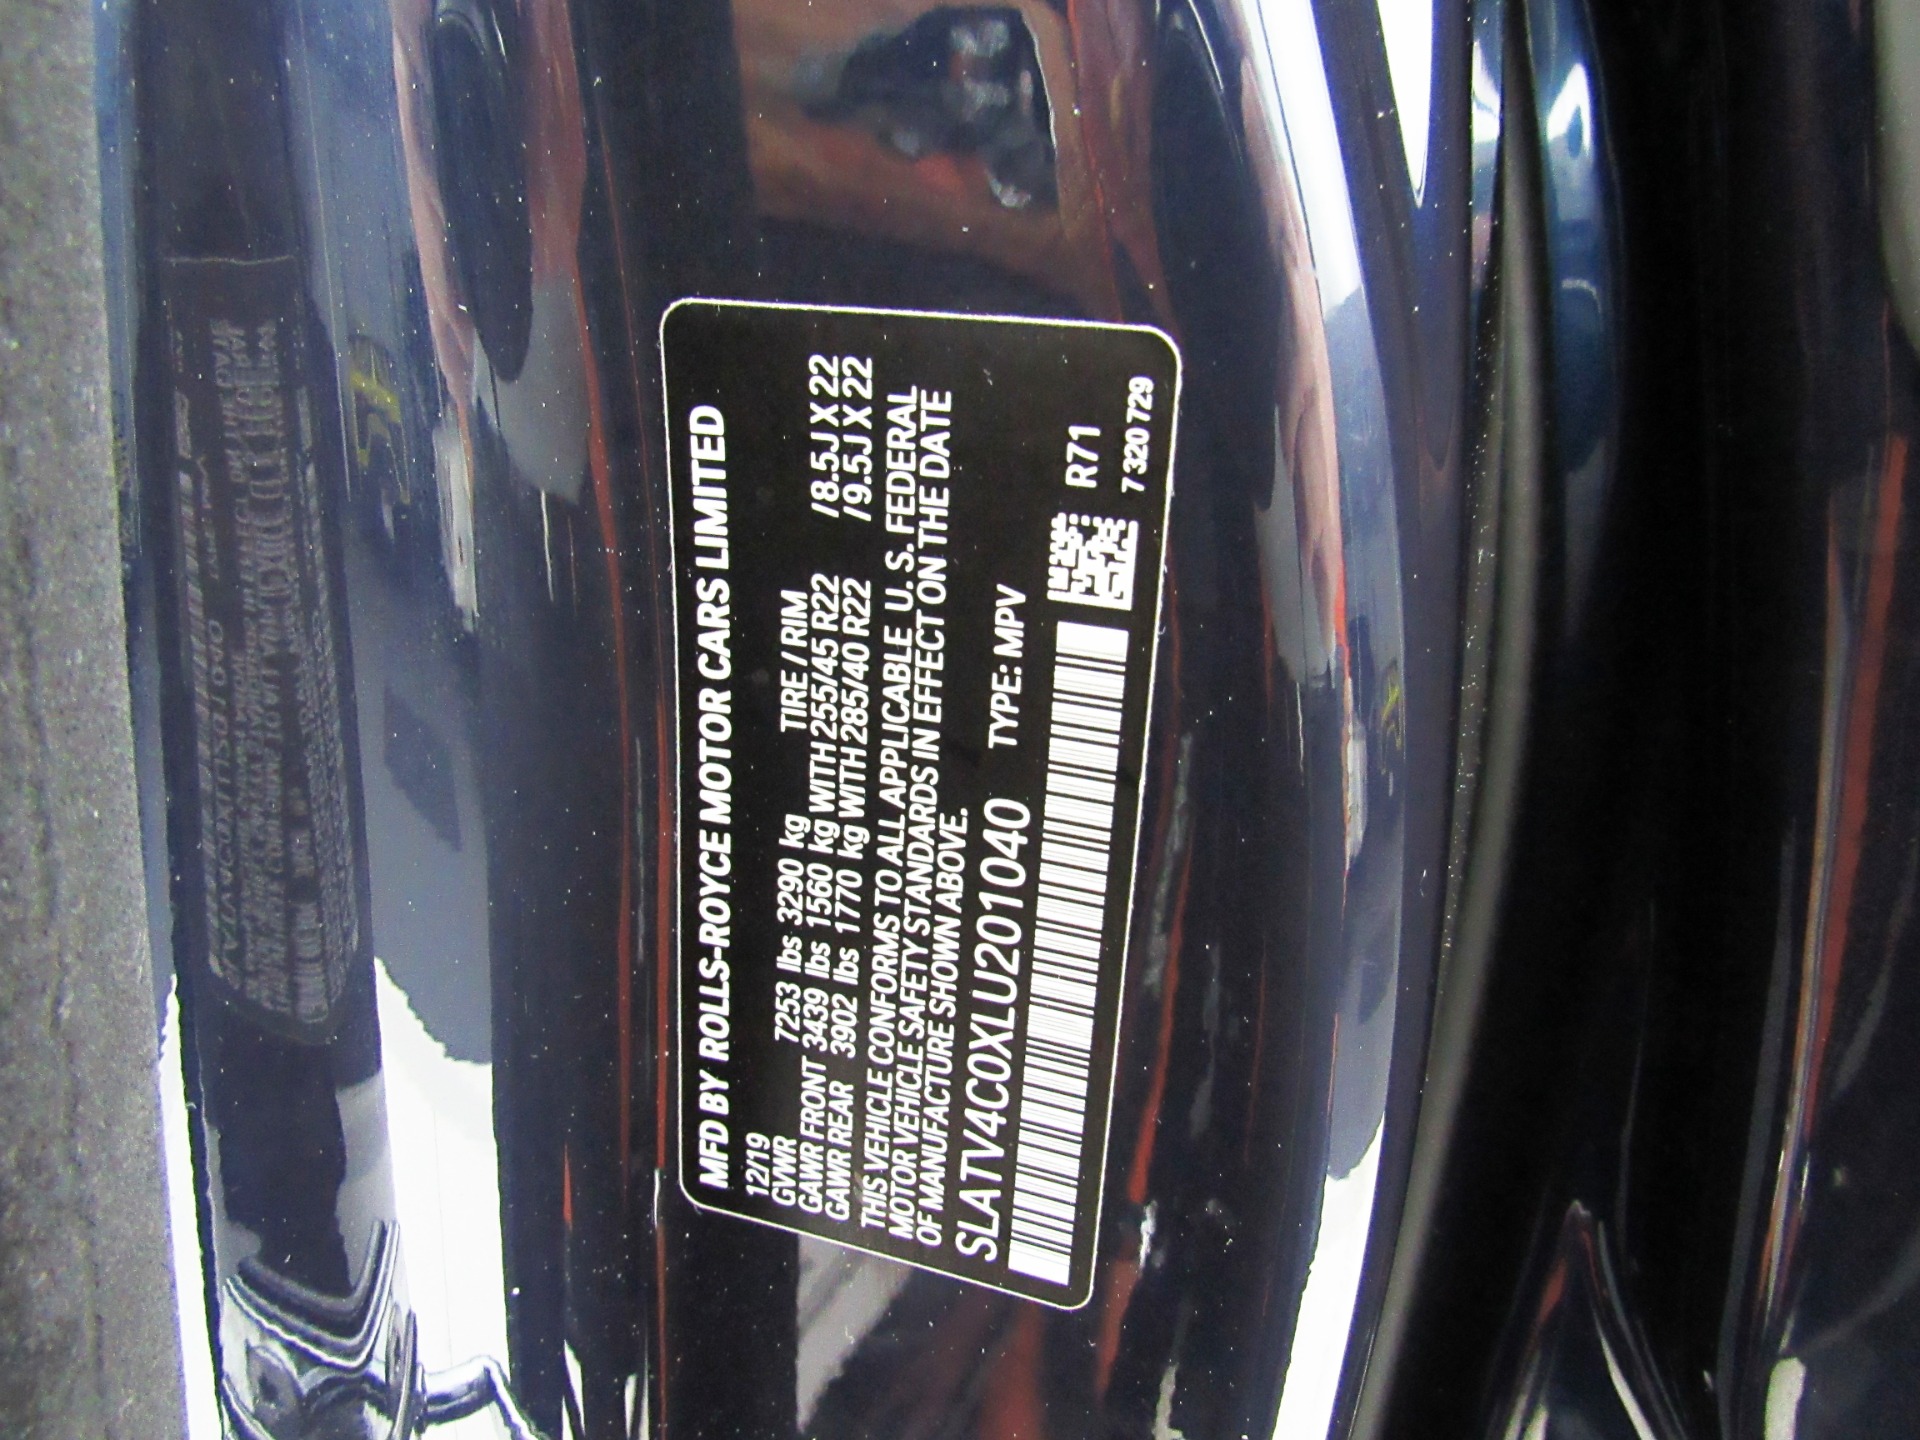 MFD BY ROLLS-ROYCE MOTOR CARS LIMITED
12/19
GVWR 7253 lbs 3290 kg TIRE / RIM
GAWR FRONT 3439 lbs 1560 kg WITH 255/45 R22 / 8.5J X 22
GAWR REAR 3902 lbs 1770 kg WITH 285/40 R22 / 9.5J X 22
THIS VEHICLE CONFORMS TO ALL APPLICABLE U. S. FEDERAL
MOTOR VEHICLE SAFETY STANDARDS IN EFFECT ON THE DATE
OF MANUFACTURE SHOWN ABOVE.
SLATV4C0XLU201040 TYPE: MPV
R71
7 320 729